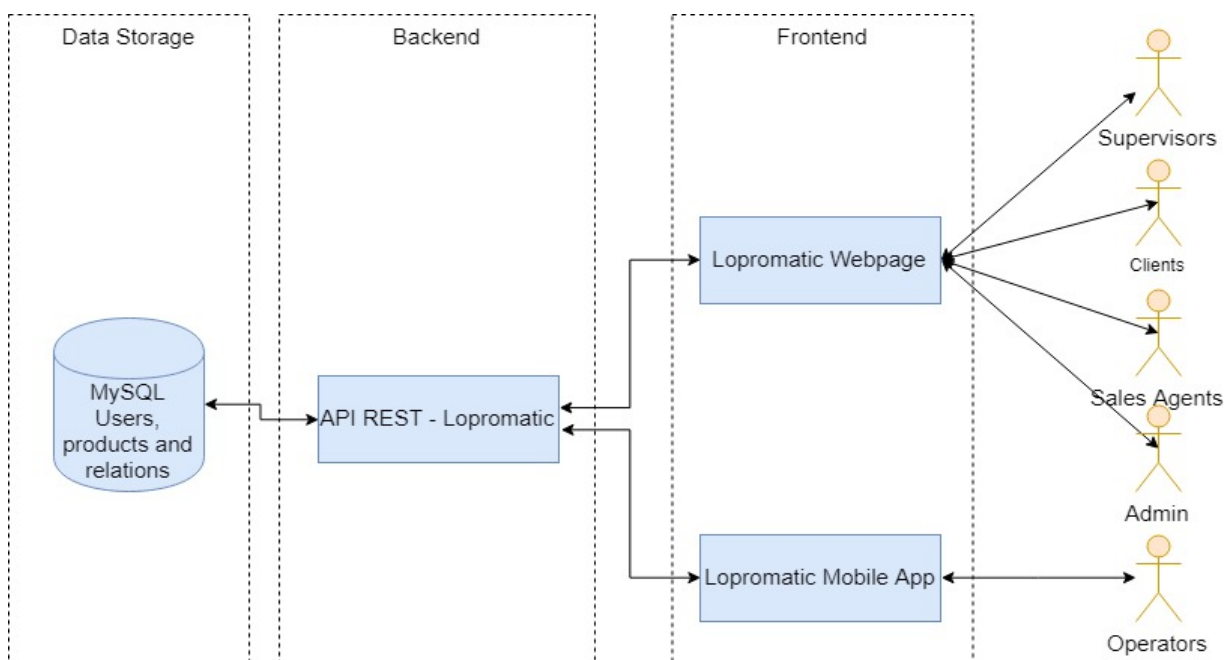 Data Storage
Backend
Frontend
Supervisors
Lopromatic Webpage
Clients
MySQL
Users,
products and
relations
API REST - Lopromatic
Sales Agents
Admin
Lopromatic Mobile App
Operators